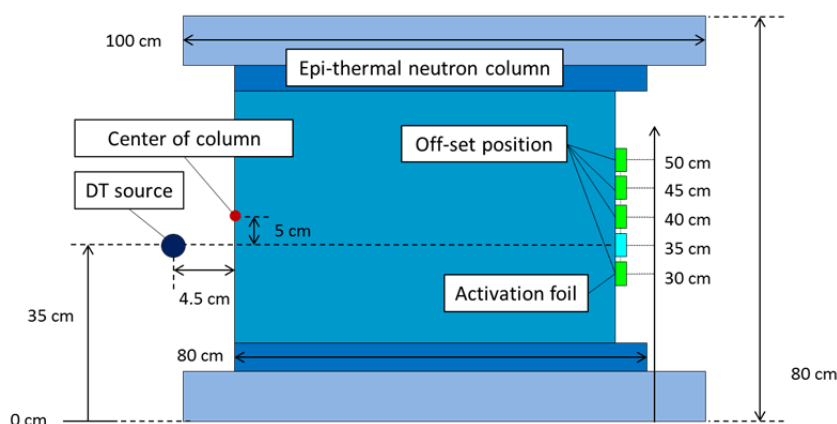 100 cm
Epi-thermal neutron column
Center of column
Off-set position
DT source
50 cm
45 cm
40 cm
5 cm
35 cm
30 cm
4.5 cm
Activation foil
35 cm
80 cm
80 cm
0 cm